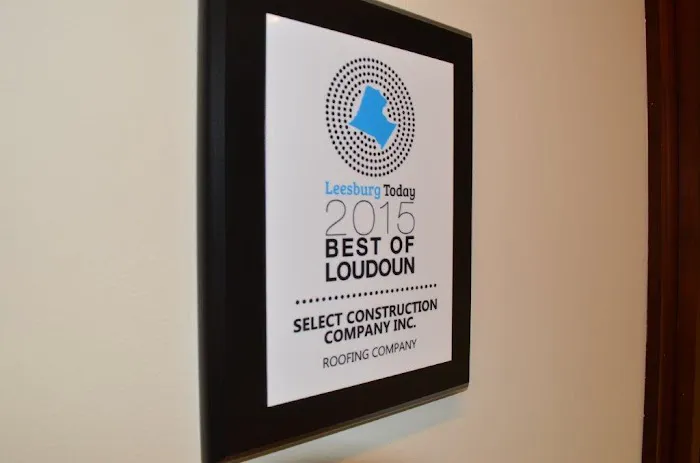 Leesburg Today
2015
BEST OF
LOUDOUN
SELECT CONSTRUCTION
COMPANY INC.
ROOFING COMPANY